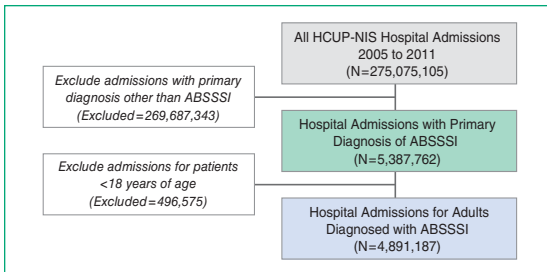 All HCUP-NIS Hospital Admissions
2005 to 2011
(N=275,075,105)
Exclude admissions with primary
diagnosis other than ABSSSI
(Excluded=269,687,343)
Hospital Admissions with Primary
Diagnosis of ABSSSI
(N=5,387,762)
Exclude admissions for patients
<18 years of age
(Excluded=496,575)
Hospital Admissions for Adults
Diagnosed with ABSSSI
(N=4,891,187)